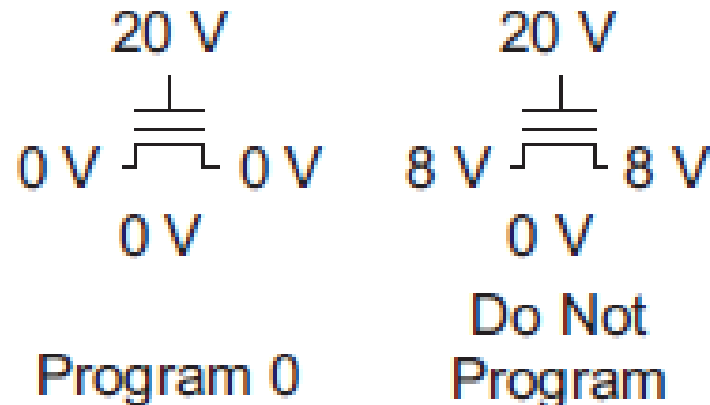 20 V
0 V 0 V
0 V
Program 0
20 V
8 V 8 V
0 V
Do Not
Program